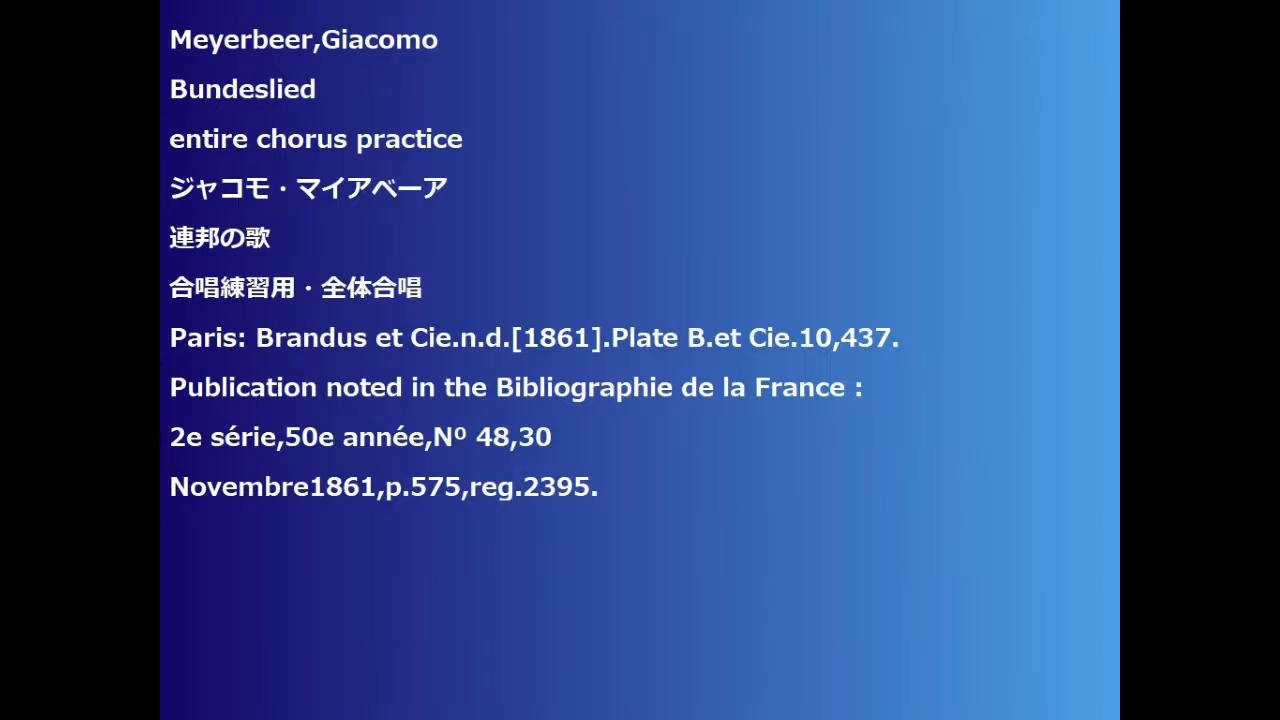 Meyerbeer,Giacomo
Bundeslied
entire chorus practice
ジャコモ・マイアベーア
連邦の歌
合唱練習用・全体合唱
Paris: Brandus et Cie.n.d.[1861].Plate B.et Cie.10,437.
Publication noted in the Bibliographie de la France :
2e série,50e année,Nº 48,30
Novembre1861,p.575,reg.2395.